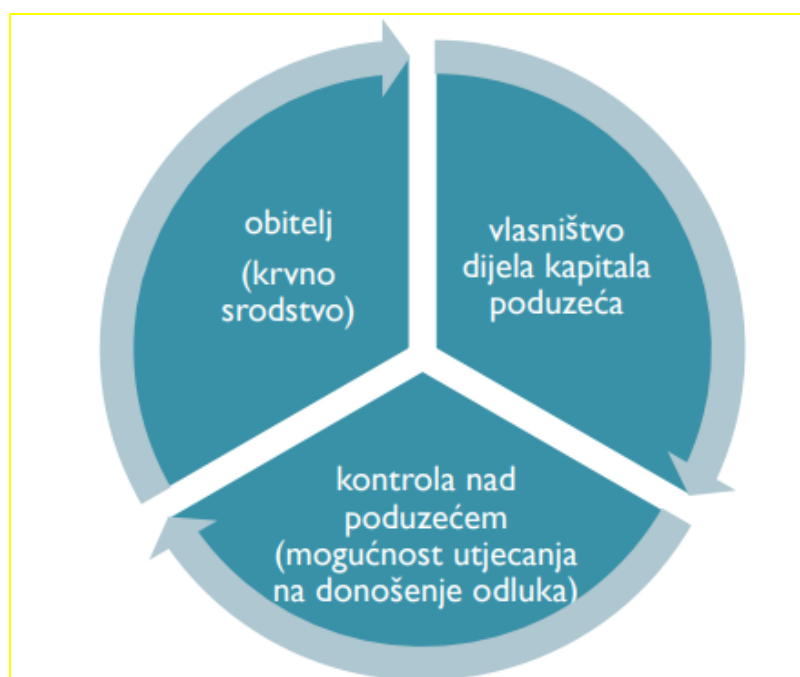 obitelj
(krvno
srodstvo)
vlasništvo
dijela kapitala
poduzeća
kontrola nad
poduzećem
(mogućnost utjecanja
na donošenje odluka)